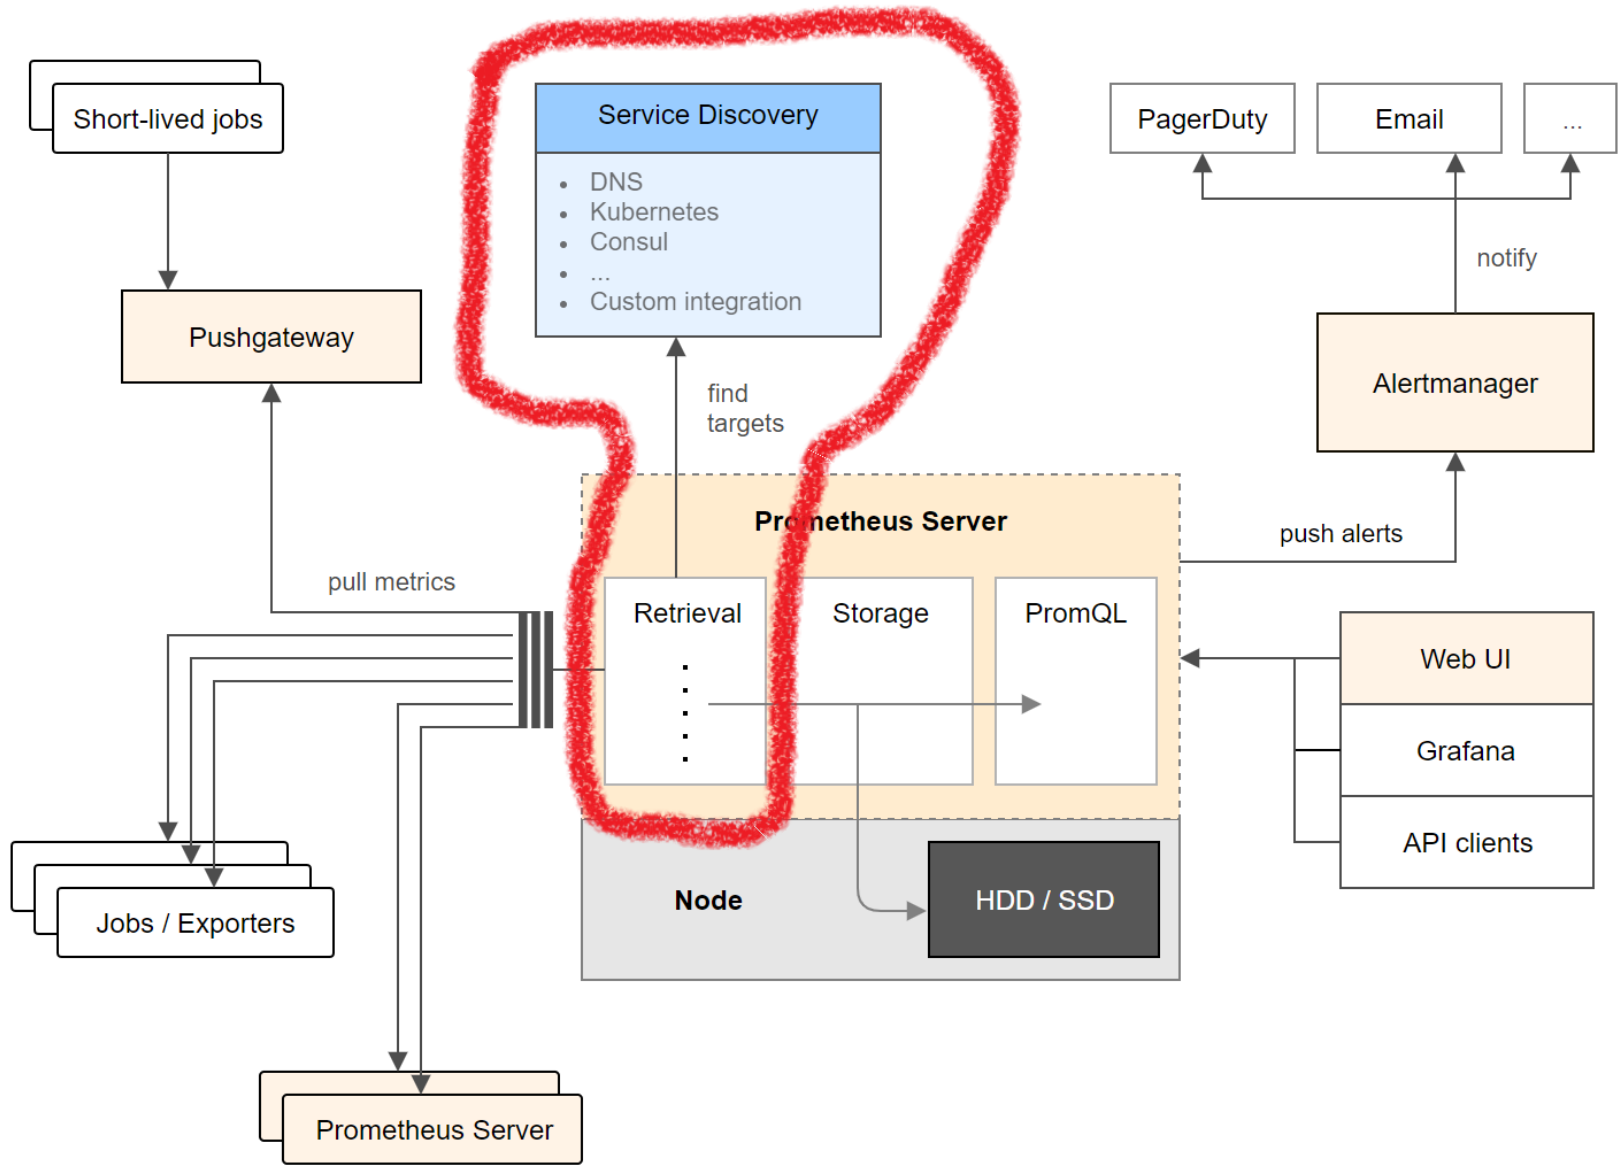 Short-lived jobs
Service Discovery
• DNS
• Kubernetes
• Consul
• ...
• Custom integration
PagerDuty
Email
...
notify
Pushgateway
find
targets
Alertmanager
Prometheus Server
push alerts
pull metrics
Retrieval
Storage
PromQL
Web UI
Grafana
API clients
Node
HDD / SSD
Jobs / Exporters
Prometheus Server